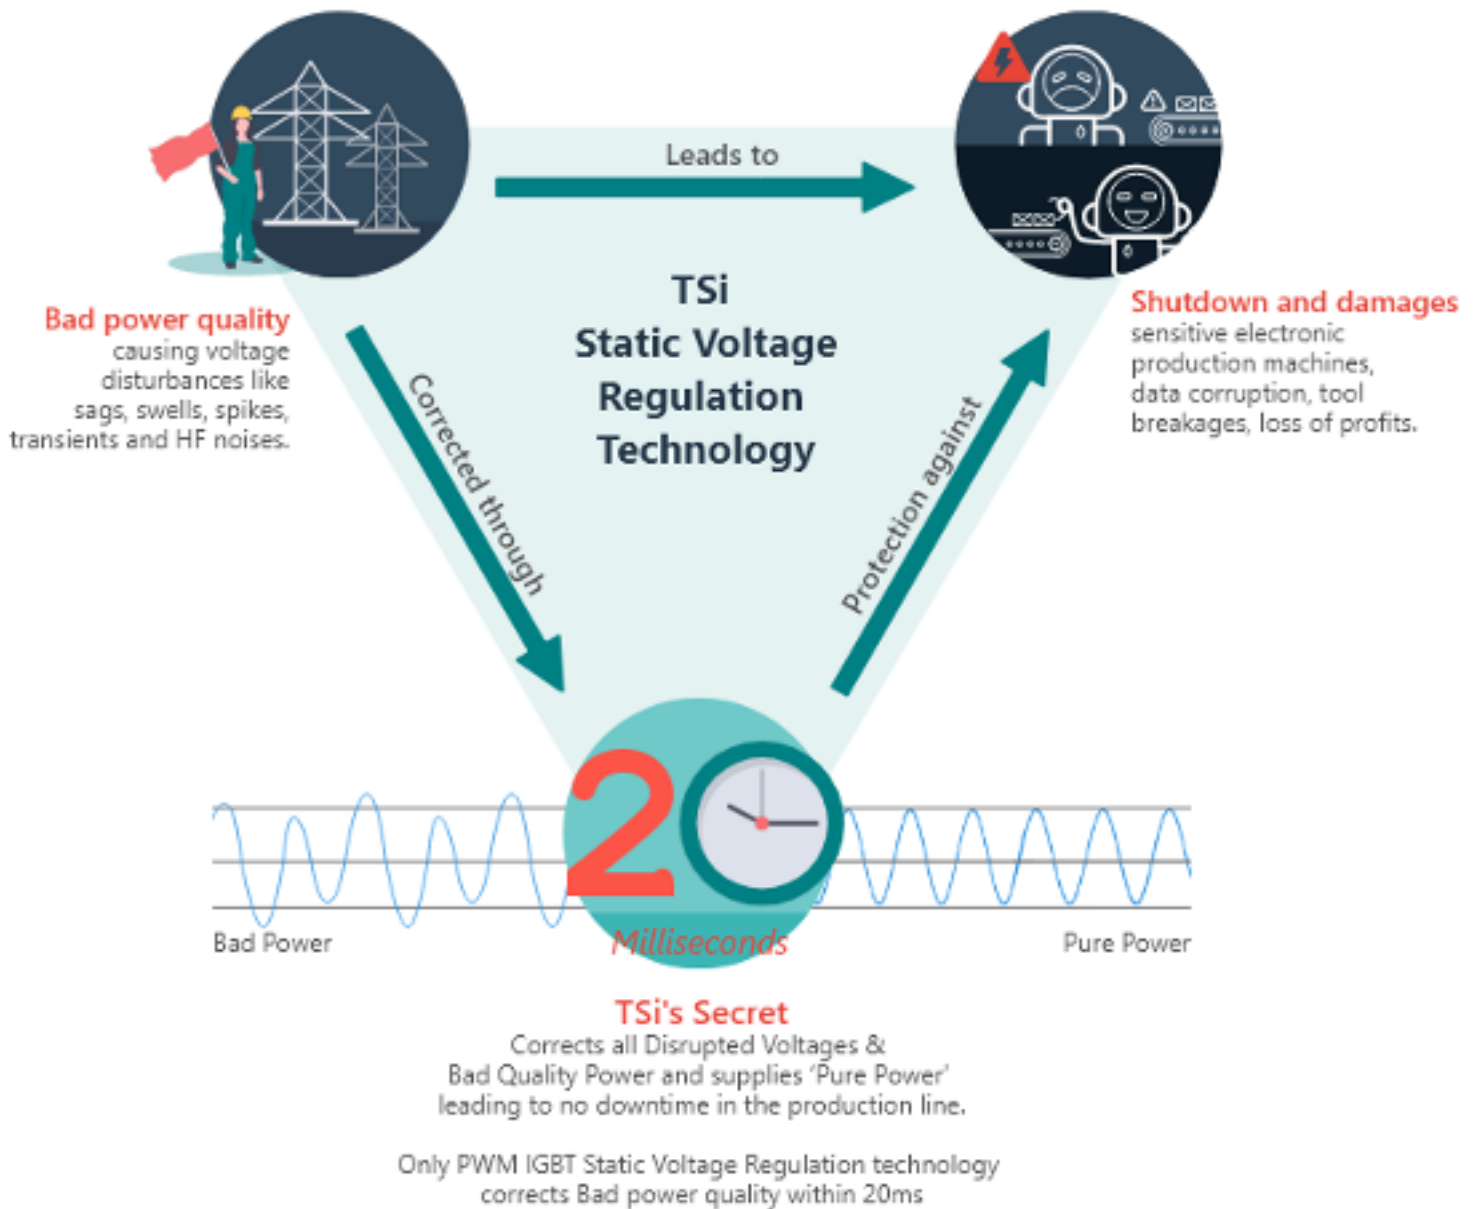 Leads to
TSi
Static Voltage
Regulation
Technology
Bad power quality
causing voltage
disturbances like
sags, swells, spikes,
transients and HF noises.
Shutdown and damages
sensitive electronic
production machines,
data corruption, tool
breakages, loss of profits.
Corrected through
Protection against
20
Milliseconds
Bad Power
Pure Power
TSi's Secret
Corrects all Disrupted Voltages &
Bad Quality Power and supplies ‘Pure Power’
leading to no downtime in the production line.
Only PWM IGBT Static Voltage Regulation technology
corrects Bad power quality within 20ms